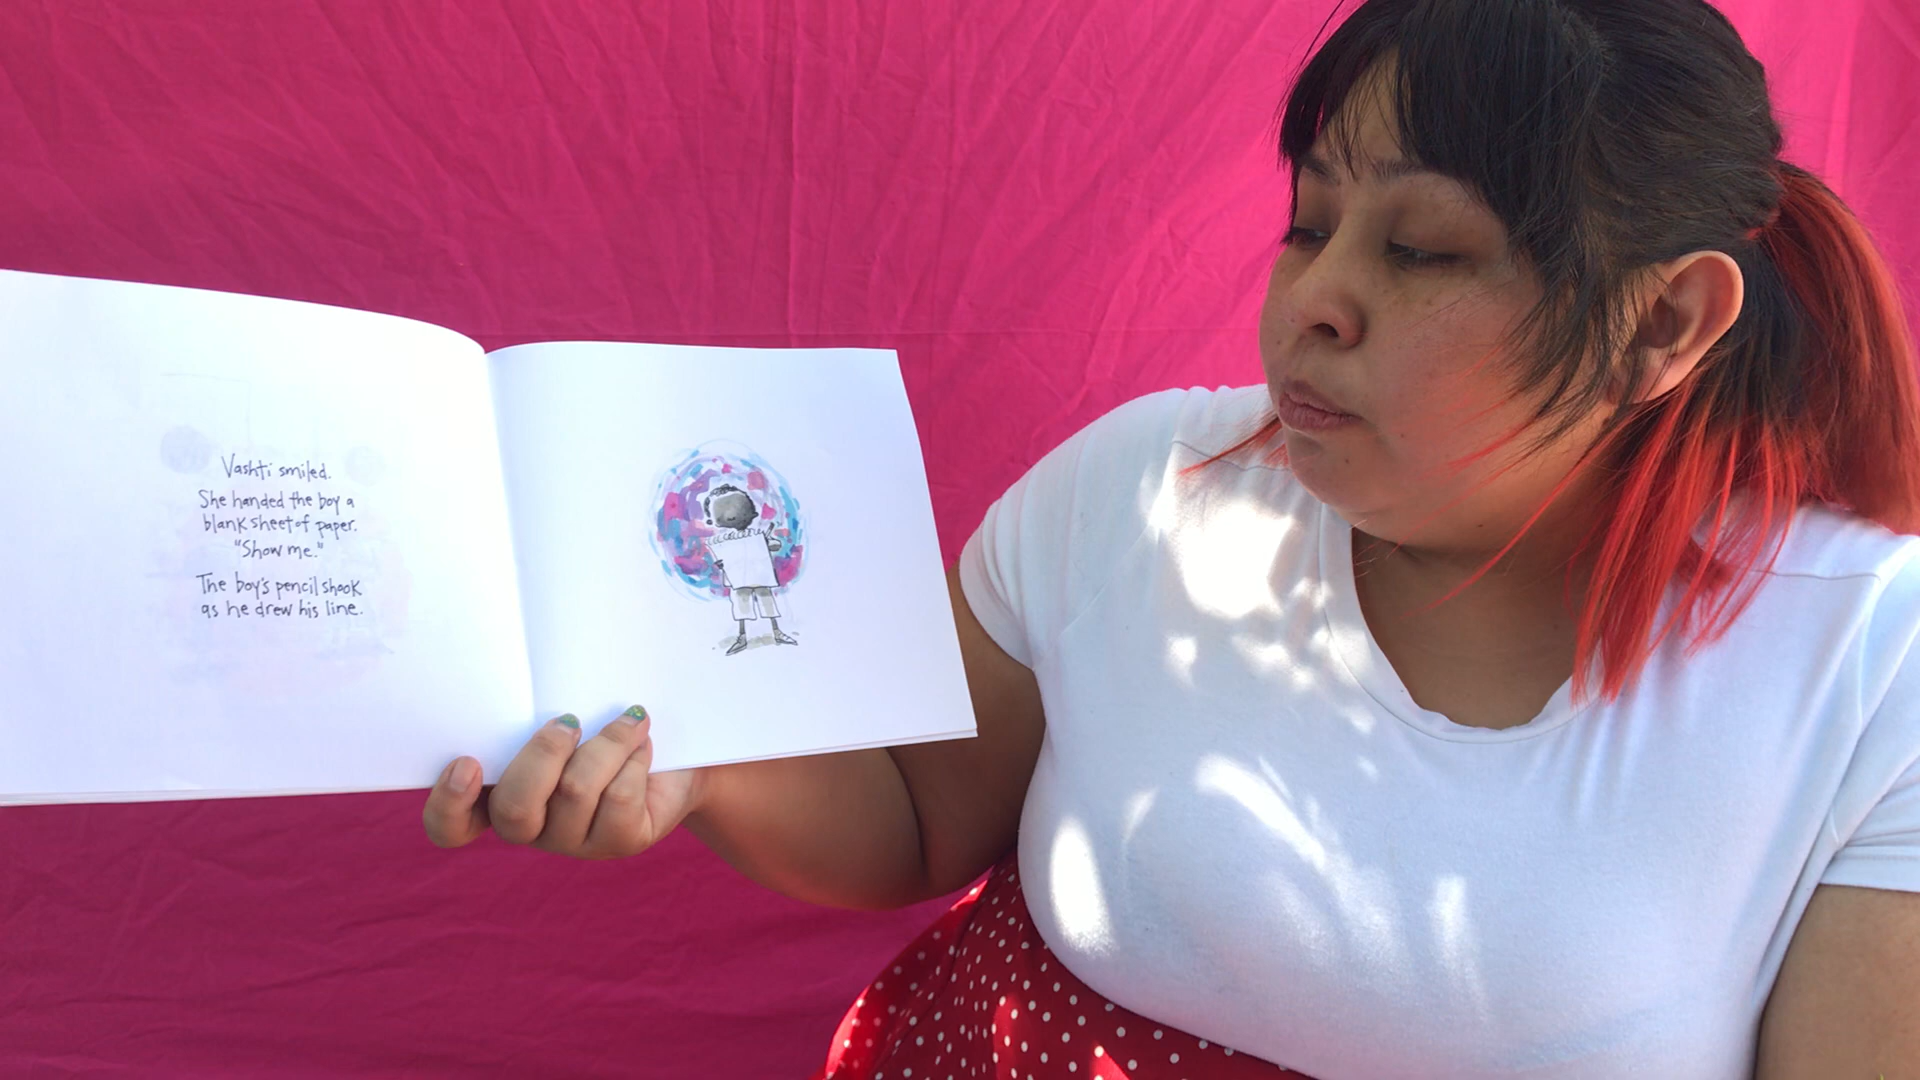 Vashti smiled.
She handed the boy a
blank sheet of paper.
"Show me."
The boy's pencil shook
as he drew his line.